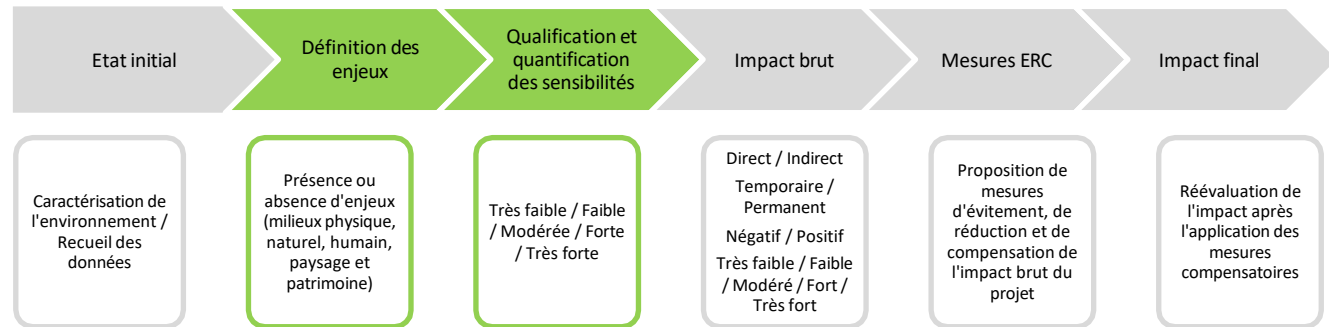 Etat initial
Définition des
enjeux
Qualification et
quantification
des sensibilités
Impact brut
Mesures ERC
Impact final
Caractérisation de
l'environnement /
Recueil des
données
Présence ou
absence d'enjeux
(milieux physique,
naturel, humain,
paysage et
patrimoine)
Très faible / Faible
/ Modérée / Forte
/ Très forte
Direct / Indirect
Temporaire /
Permanent
Négatif / Positif
Très faible / Faible
/ Modéré / Fort /
Très fort
Proposition de
mesures
d'évitement, de
réduction et de
compensation de
l'impact brut du
projet
Réévaluation de
l'impact après
l'application des
mesures
compensatoires